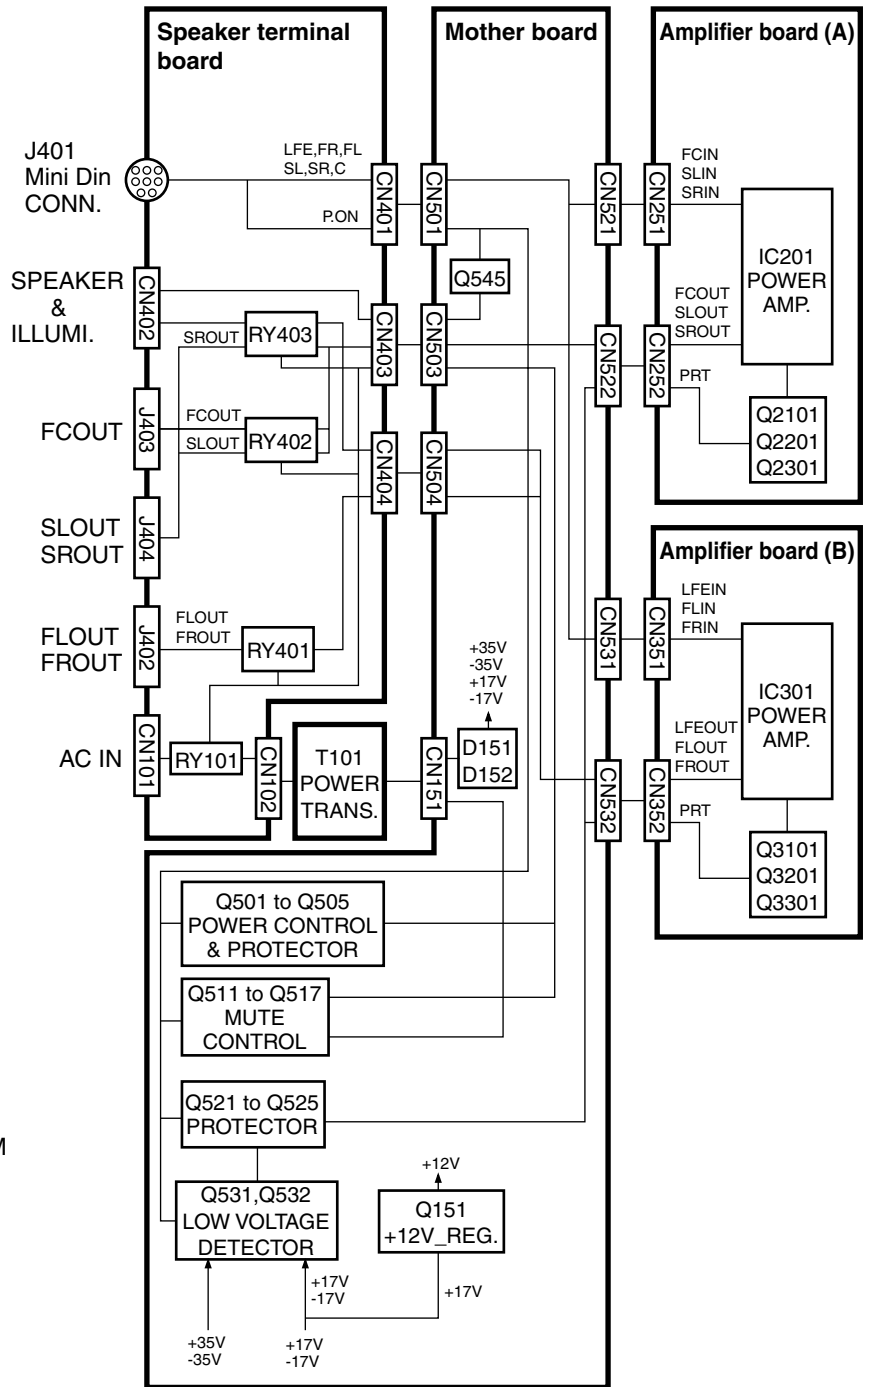 Speaker terminal
board
Mother board
Amplifier board (A)
J401
Mini Din
CONN.
LFE,FR,FL
SL,SR,C
P.ON
CN401
CN501
CN521
CN251
FCIN
SLIN
SRIN
IC201
POWER
AMP.
Q545
SPEAKER
&
ILLUMI.
CN402
SROUT
RY403
CN403
CN503
CN522
CN252
FCOUT
SLOUT
SROUT
PRT
Q2101
Q2201
Q2301
FCOUT
J403
FCOUT
SLOUT
RY402
CN404
CN504
SLOUT
SROUT
J404
Amplifier board (B)
FLOUT
FROUT
J402
FLOUT
FROUT
RY401
+35V
-35V
+17V
-17V
CN531
CN351
LFEIN
FLIN
FRIN
IC301
POWER
AMP.
AC IN
CN101
RY101
CN102
T101
POWER
TRANS.
CN151
D151
D152
CN532
CN352
LFEOUT
FLOUT
FROUT
PRT
Q3101
Q3201
Q3301
Q501 to Q505
POWER CONTROL
& PROTECTOR
Q511 to Q517
MUTE
CONTROL
Q521 to Q525
PROTECTOR
M
Q531,Q532
LOW VOLTAGE
DETECTOR
+12V
Q151
+12V_REG.
+17V
-17V
+17V
+35V
-35V
+17V
-17V